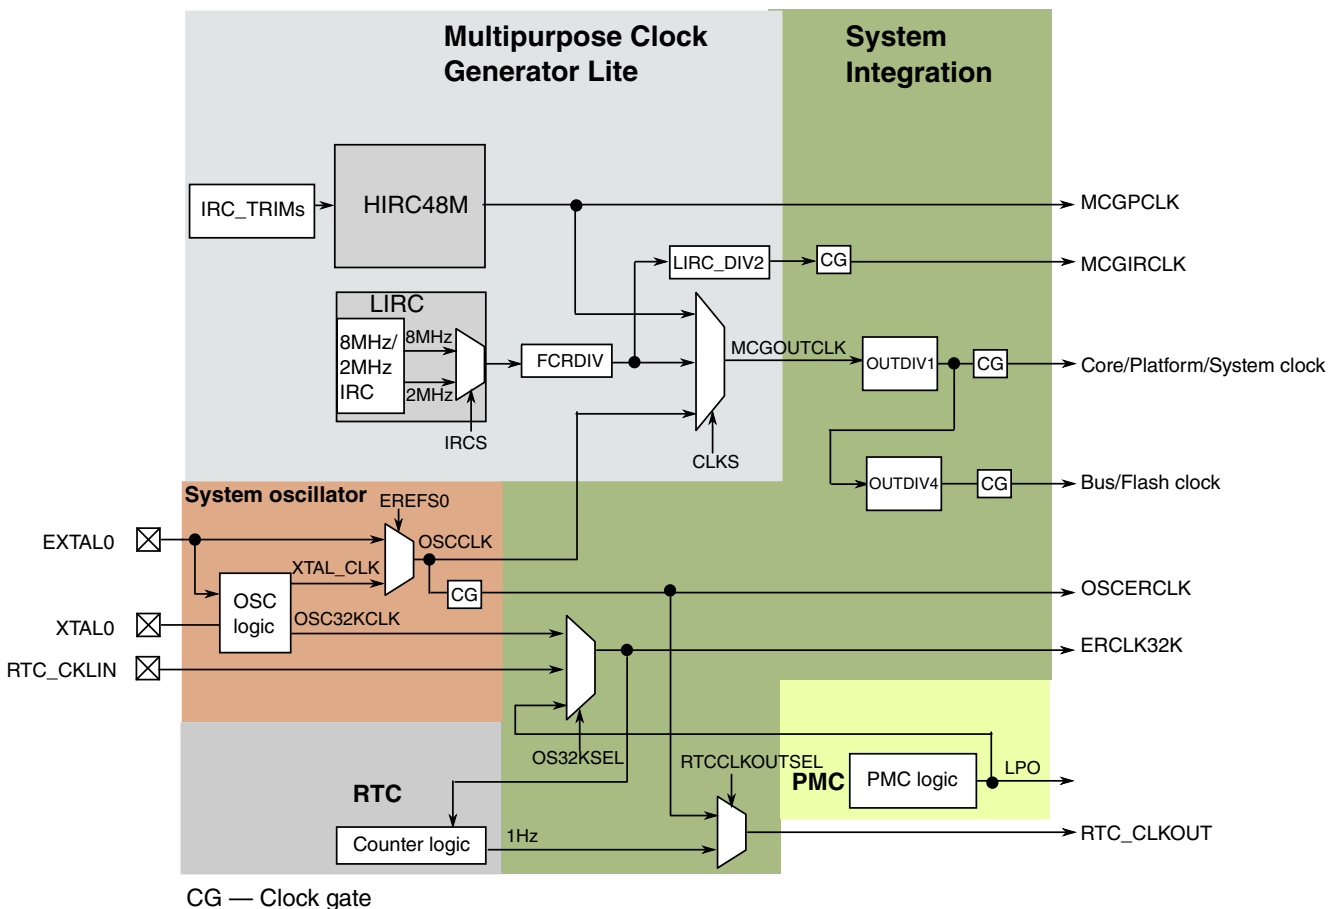 Multipurpose Clock
Generator Lite
System
Integration
IRC_TRIMs
HIRC48M
MCGPCLK
LIRC_DIV2
CG
MCGIRCLK
LIRC
8MHz/
2MHz
IRC
8MHz
2MHz
IRCS
FCRDIV
MCGOUTCLK
CLKS
OUTDIV1
CG
Core/Platform/System clock
OUTDIV4
CG
Bus/Flash clock
System oscillator
EREFS0
EXTAL0
OSCCLK
XTAL_CLK
OSC
logic
CG
OSCERCLK
XTAL0
OSC32KCLK
ERCLK32K
RTC_CKLIN
OS32KSEL
RTCCLKOUTSEL
PMC
PMC logic
LPO
RTC
Counter logic
1Hz
RTC_CLKOUT
CG — Clock gate